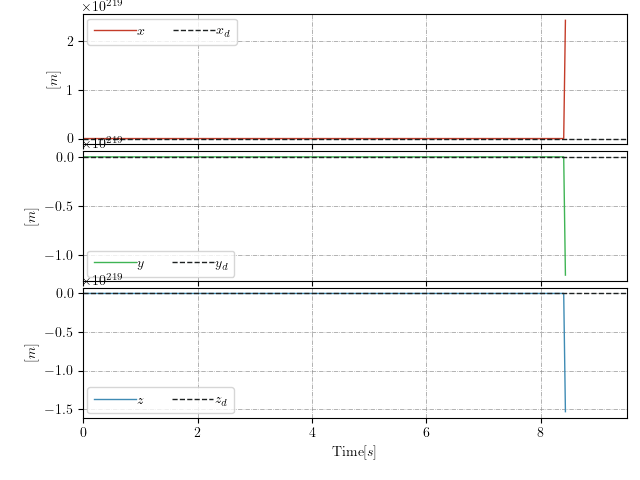 ×10^219
2
1
0
[m]
x
x_d
×10^219
0.0
−0.5
−1.0
[m]
y
y_d
×10^219
0.0
−0.5
−1.0
−1.5
[m]
z
z_d
0 2 4 6 8
Time[s]